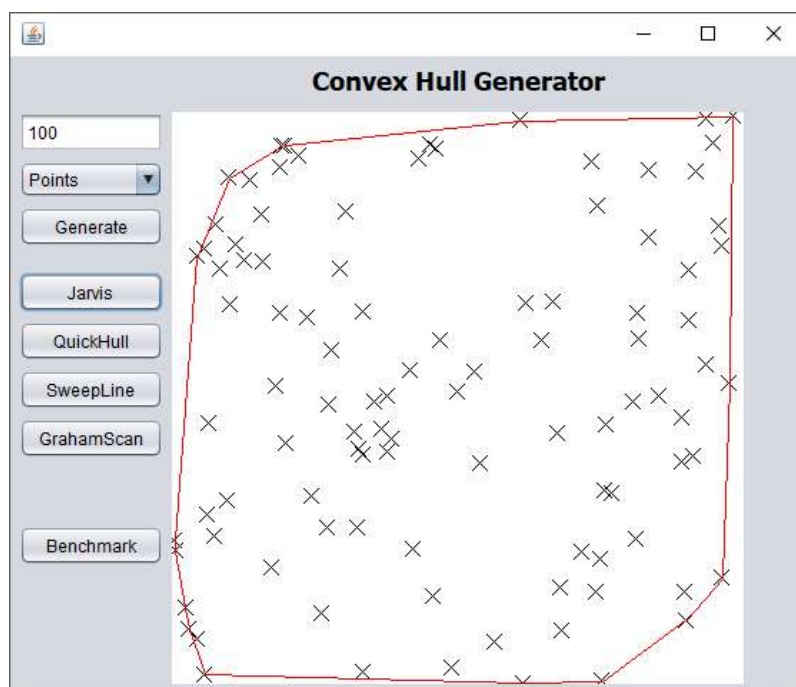 Convex Hull Generator
100
Points
Generate
Jarvis
QuickHull
SweepLine
GrahamScan
Benchmark